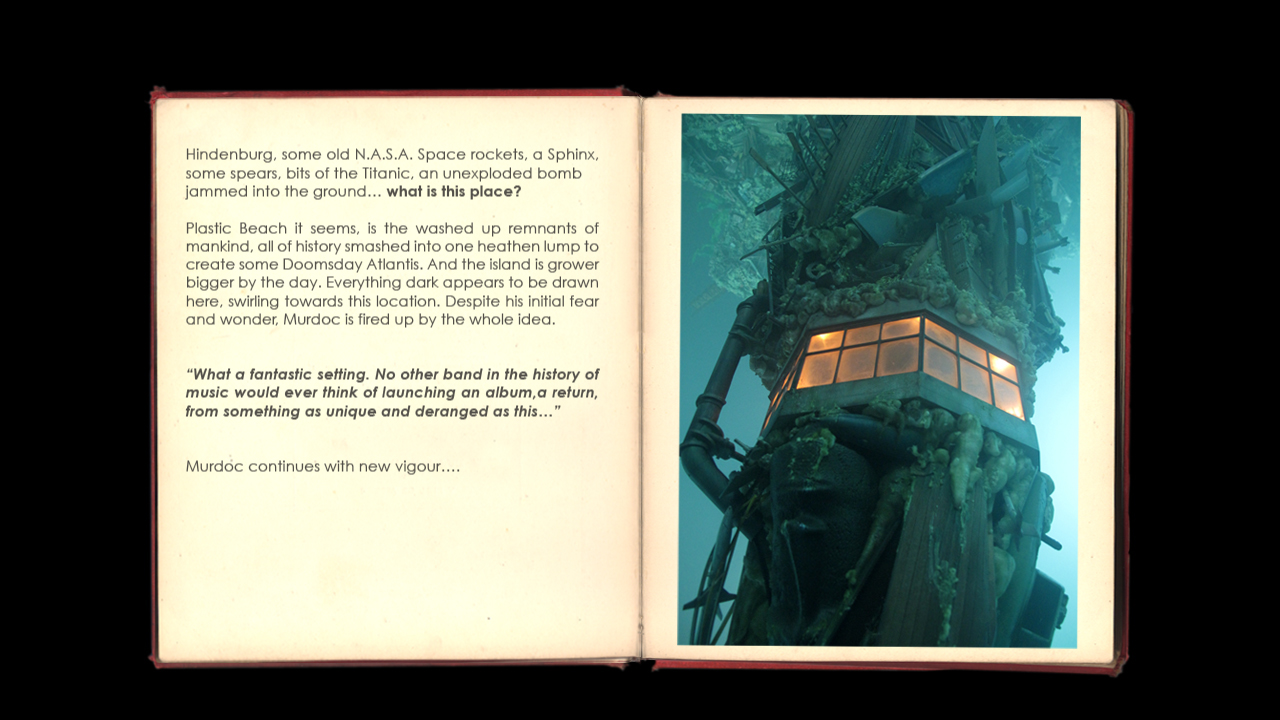 Hindenburg, some old N.A.S.A. Space rockets, a Sphinx,
some spears, bits of the Titanic, an unexploded bomb
jammed into the ground… what is this place?
Plastic Beach it seems, is the washed up remnants of
mankind, all of history smashed into one heathen lump to
create some Doomsday Atlantis. And the island is grower
bigger by the day. Everything dark appears to be drawn
here, swirling towards this location. Despite his initial fear
and wonder, Murdoc is fired up by the whole idea.
“What a fantastic setting. No other band in the history of
music would ever think of launching an album,a return,
from something as unique and deranged as this…”
Murdoc continues with new vigour….